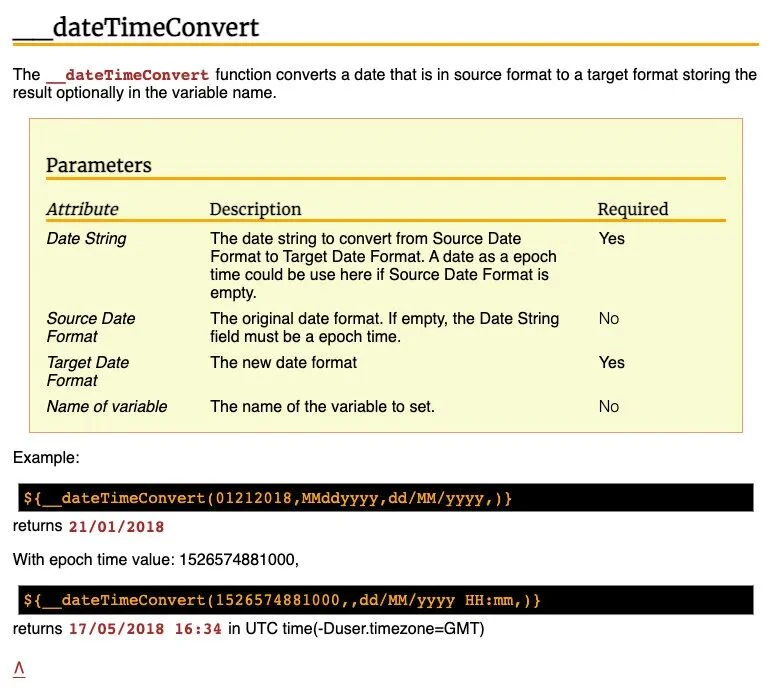 __dateTimeConvert
The __dateTimeConvert function converts a date that is in source format to a target format storing the
result optionally in the variable name.
Parameters
Attribute Description Required
Date String The date string to convert from Source Date Yes
Format to Target Date Format. A date as a epoch
time could be use here if Source Date Format is
empty.
Source Date The original date format. If empty, the Date String No
Format field must be a epoch time.
Target Date The new date format Yes
Format
Name of variable The name of the variable to set. No
Example:
${__dateTimeConvert(01212018,MMddyyyy,dd/MM/yyyy,)}
returns 21/01/2018
With epoch time value: 1526574881000,
${__dateTimeConvert(1526574881000,,dd/MM/yyyy HH:mm,)}
returns 17/05/2018 16:34 in UTC time(-Duser.timezone=GMT)
^